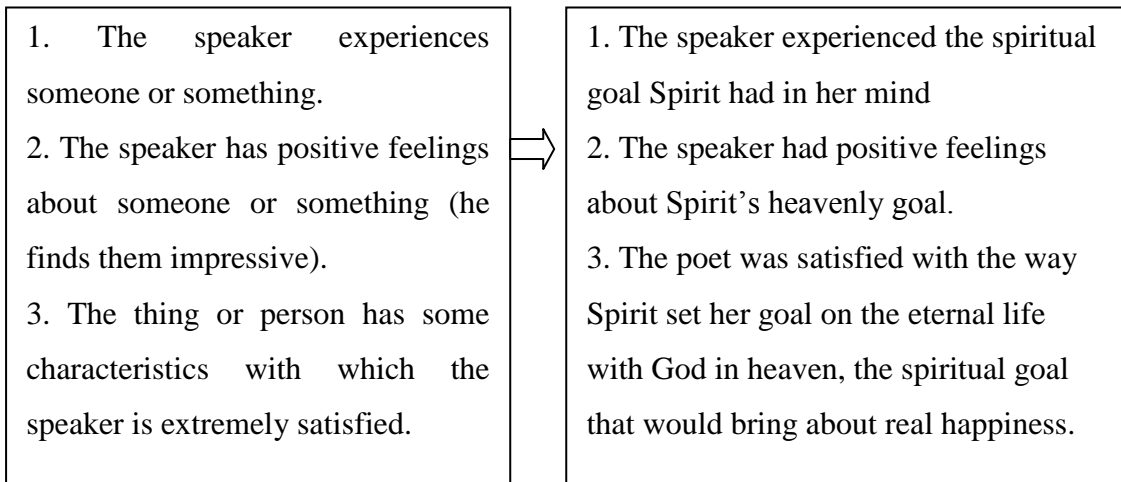 1. The speaker experiences
someone or something.
2. The speaker has positive feelings
about someone or something (he
finds them impressive).
3. The thing or person has some
characteristics with which the
speaker is extremely satisfied.
1. The speaker experienced the spiritual
goal Spirit had in her mind
2. The speaker had positive feelings
about Spirit’s heavenly goal.
3. The poet was satisfied with the way
Spirit set her goal on the eternal life
with God in heaven, the spiritual goal
that would bring about real happiness.